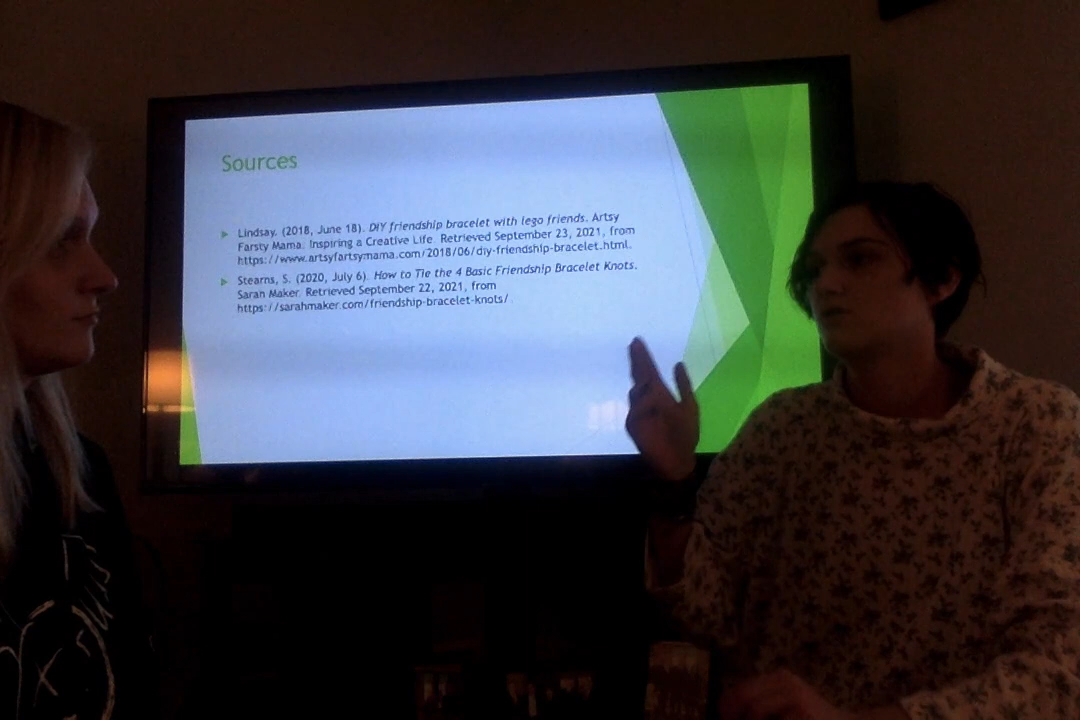 Sources
Lindsay. (2018, June 18). DIY friendship bracelet with lego friends. Artsy
Farsty Mama. Inspiring a Creative Life. Retrieved September 23, 2021, from
https://www.artsyfartsymama.com/2018/06/diy-friendship-bracelet.html.
Stearns, S. (2020, July 6). How to Tie the 4 Basic Friendship Bracelet Knots.
Sarah Maker. Retrieved September 22, 2021, from
https://sarahmaker.com/friendship-bracelet-knots/